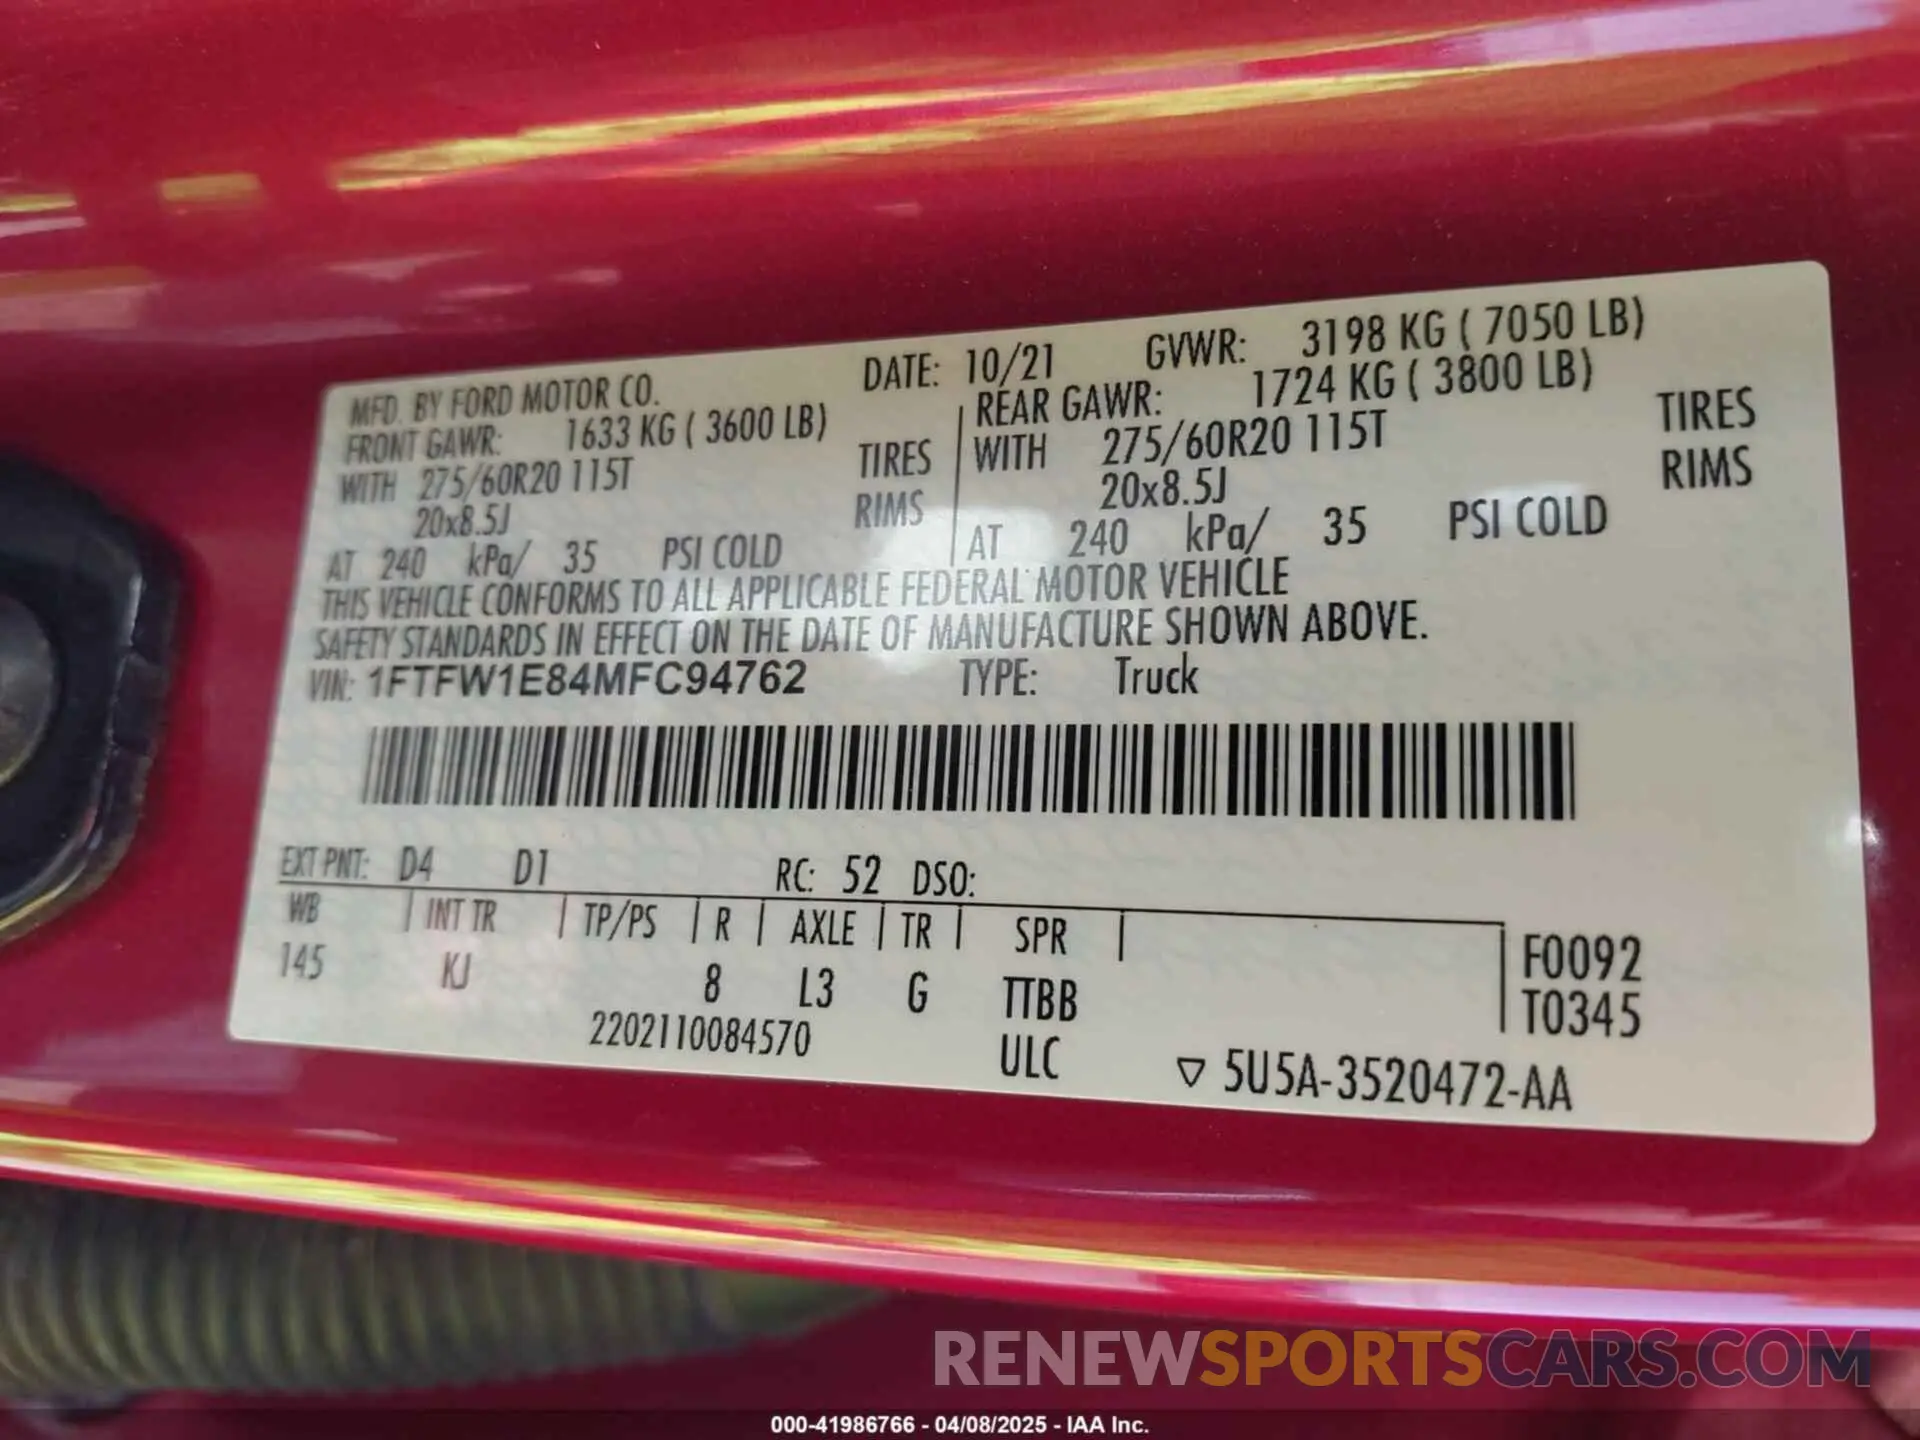 MFD. BY FORD MOTOR CO. DATE: 10/21 GVWR: 3198 KG ( 7050 LB)
FRONT GAWR: 1633 KG ( 3600 LB) REAR GAWR: 1724 KG ( 3800 LB)
WITH 275/60R20 115T TIRES WITH 275/60R20 115T TIRES
20x8.5J RIMS 20x8.5J RIMS
AT 240 kPa/ 35 PSI COLD AT 240 kPa/ 35 PSI COLD
THIS VEHICLE CONFORMS TO ALL APPLICABLE FEDERAL MOTOR VEHICLE
SAFETY STANDARDS IN EFFECT ON THE DATE OF MANUFACTURE SHOWN ABOVE.
VIN: 1FTFW1E84MFC94762 TYPE: Truck
EXT PNT: D4 D1 RC: 52 DSO:
WB INT TR TP/PS R AXLE TR SPR F0092
145 KJ 8 L3 G TTBB T0345
2202110084570 ULC ▽ 5U5A-3520472-AA
RENEWSPORTSCARS.COM
000-41986766 - 04/08/2025 - IAA Inc.